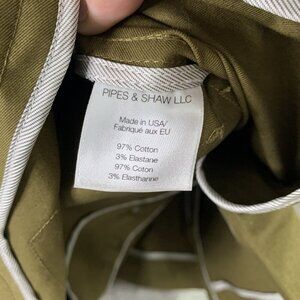 PIPES & SHAW LLC
Made in USA/
Fabriqué aux EU
97% Cotton
3% Elastane
97% Coton
3% Elasthanne